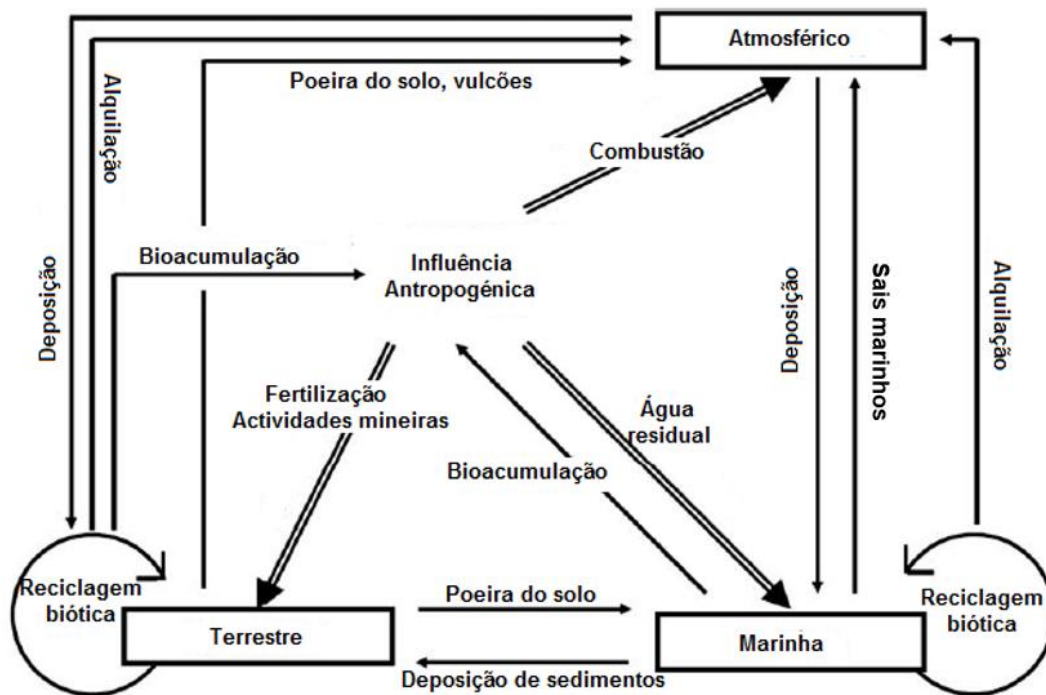 Atmosférico
Poeira do solo, vulcões
Alquilação
Combustão
Bioacumulação
Influência
Antropogénica
Deposição
Deposição
Sais marinhos
Alquilação
Fertilização
Actividades mineiras
Água
residual
Bioacumulação
Reciclagem
biótica
Poeira do solo
Reciclagem
biótica
Terrestre
Marinha
Deposição de sedimentos